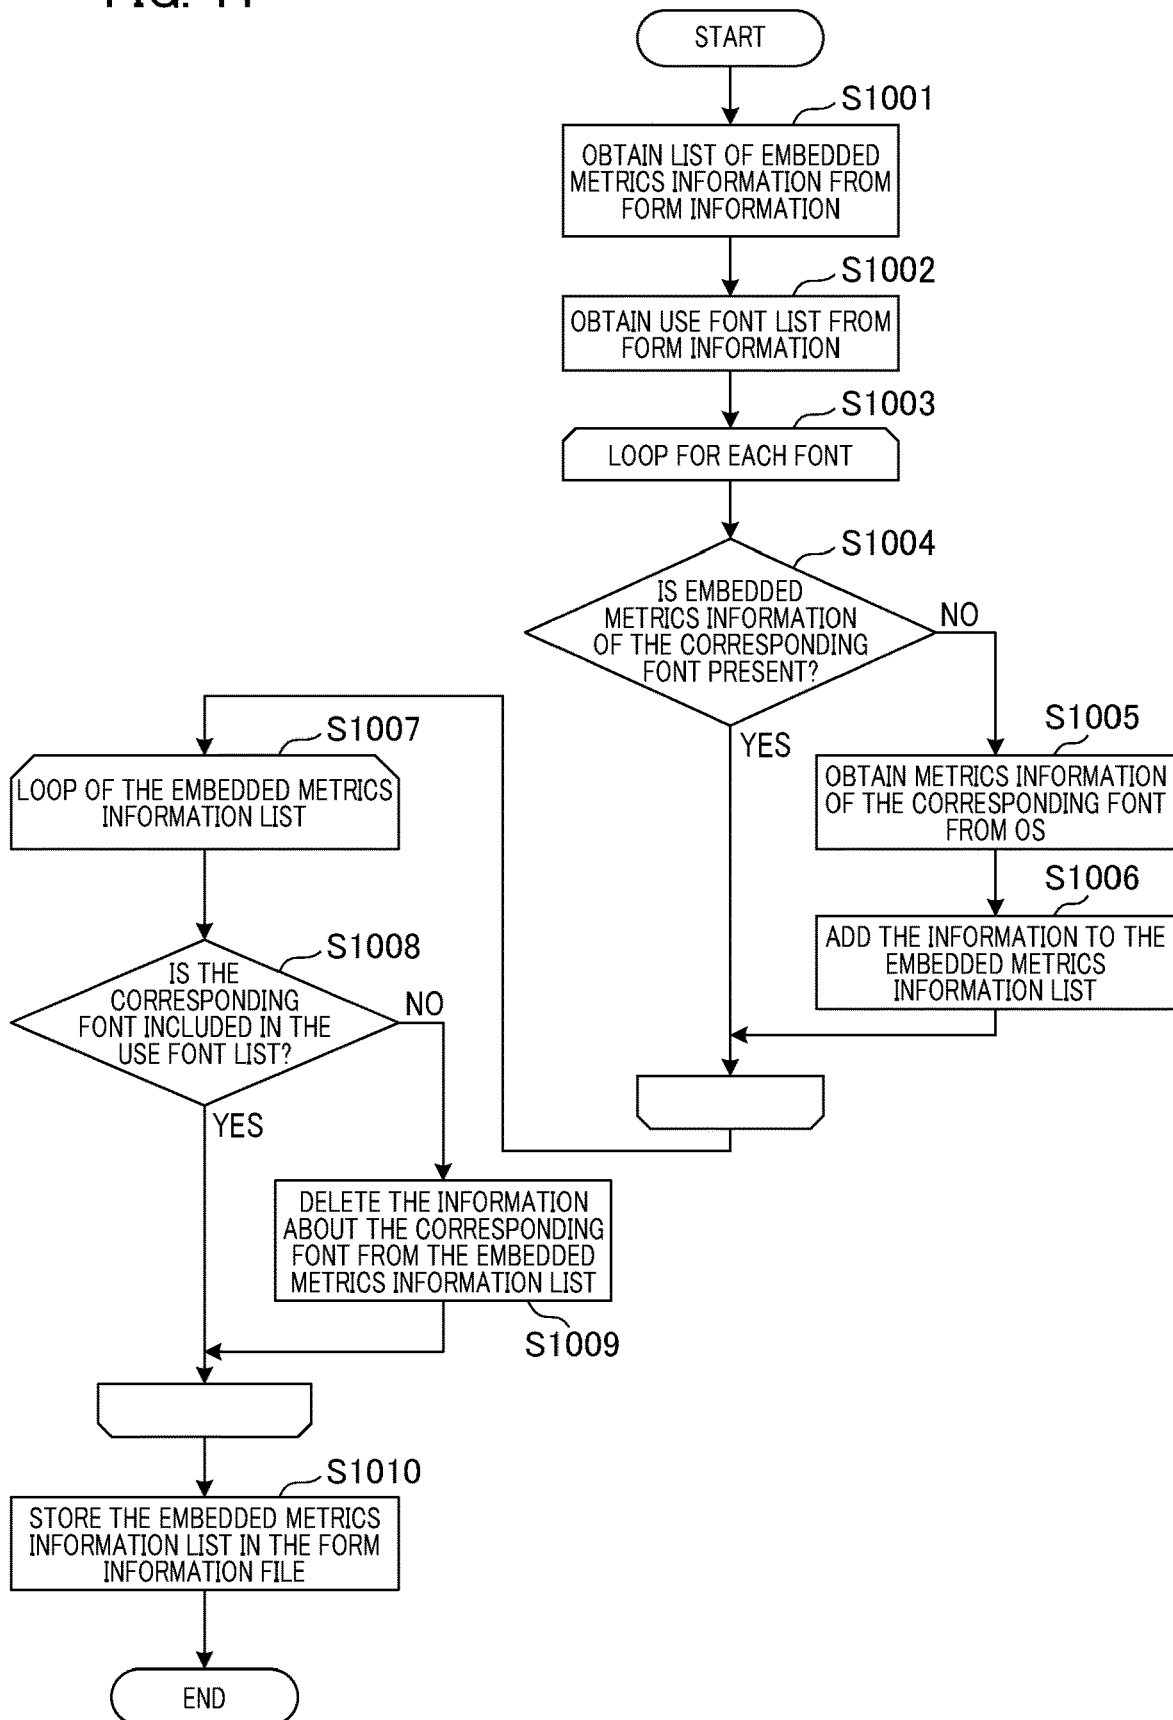 START
S1001
OBTAIN LIST OF EMBEDDED
METRICS INFORMATION FROM
FORM INFORMATION
S1002
OBTAIN USE FONT LIST FROM
FORM INFORMATION
S1003
LOOP FOR EACH FONT
S1004
IS EMBEDDED
METRICS INFORMATION
OF THE CORRESPONDING
FONT PRESENT?
NO
YES
S1005
OBTAIN METRICS INFORMATION
OF THE CORRESPONDING FONT
FROM OS
S1006
ADD THE INFORMATION TO THE
EMBEDDED METRICS
INFORMATION LIST
S1007
LOOP OF THE EMBEDDED METRICS
INFORMATION LIST
S1008
IS THE
CORRESPONDING
FONT INCLUDED IN THE
USE FONT LIST?
NO
YES
DELETE THE INFORMATION
ABOUT THE CORRESPONDING
FONT FROM THE EMBEDDED
METRICS INFORMATION LIST
S1009
S1010
STORE THE EMBEDDED METRICS
INFORMATION LIST IN THE FORM
INFORMATION FILE
END